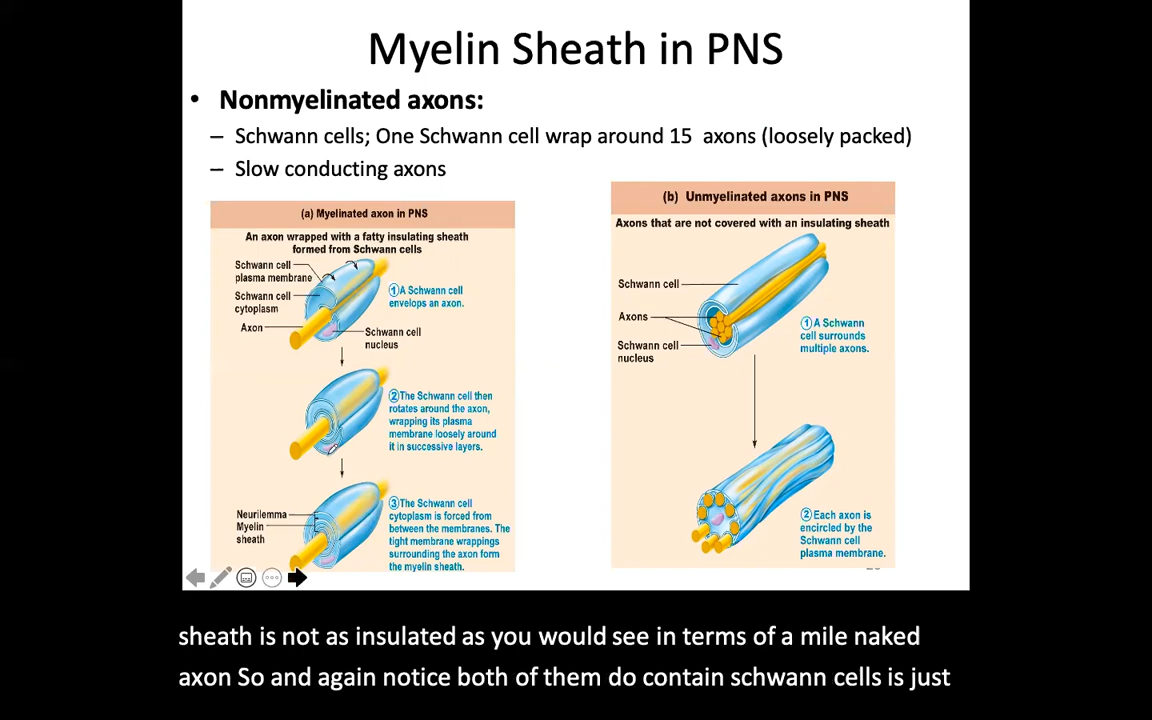 Myelin Sheath in PNS
• Nonmyelinated axons:
– Schwann cells; One Schwann cell wrap around 15 axons (loosely packed)
– Slow conducting axons
(a) Myelinated axon in PNS
An axon wrapped with a fatty insulating sheath
formed from Schwann cells
Schwann cell
plasma membrane
Schwann cell
cytoplasm
Axon
① A Schwann cell
envelops an axon.
Schwann cell
nucleus
② The Schwann cell then
rotates around the axon,
wrapping its plasma
membrane loosely around
it in successive layers.
Neurilemma
Myelin
sheath
③ The Schwann cell
cytoplasm is forced from
between the membranes. The
tight membrane wrappings
surrounding the axon form
the myelin sheath.
(b) Unmyelinated axons in PNS
Axons that are not covered with an insulating sheath
Schwann cell
Axons
Schwann cell
nucleus
① A Schwann
cell surrounds
multiple axons.
② Each axon is
encircled by the
Schwann cell
plasma membrane.
sheath is not as insulated as you would see in terms of a mile naked
axon So and again notice both of them do contain schwann cells is just